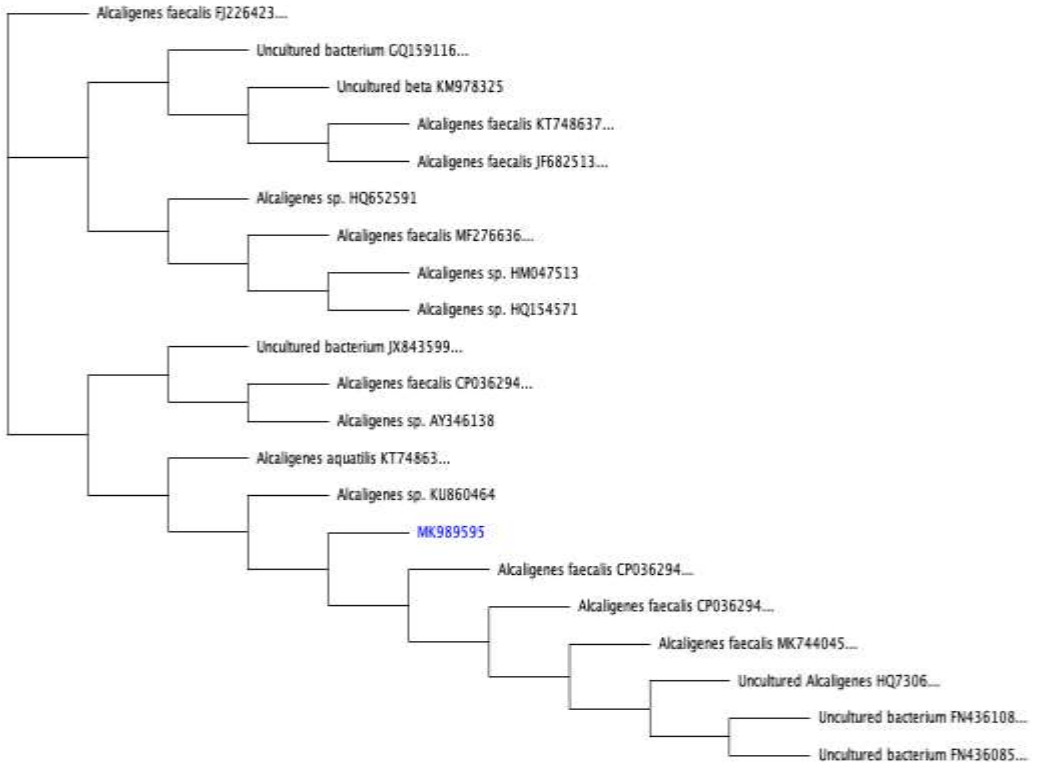 Alcaligenes faecalis FJ226423...
Uncultured bacterium GQ159116...
Uncultured beta KM978325
Alcaligenes faecalis KT748637...
Alcaligenes faecalis JF682513...
Alcaligenes sp. HQ652591
Alcaligenes faecalis MF276636...
Alcaligenes sp. HM047513
Alcaligenes sp. HQ154571
Uncultured bacterium JX843599...
Alcaligenes faecalis CP036294...
Alcaligenes sp. AY346138
Alcaligenes aquatilis KT74863...
Alcaligenes sp. KU860464
MK989595
Alcaligenes faecalis CP036294...
Alcaligenes faecalis CP036294...
Alcaligenes faecalis MK744045...
Uncultured Alcaligenes HQ7306...
Uncultured bacterium FN436108...
Uncultured bacterium FN436085...